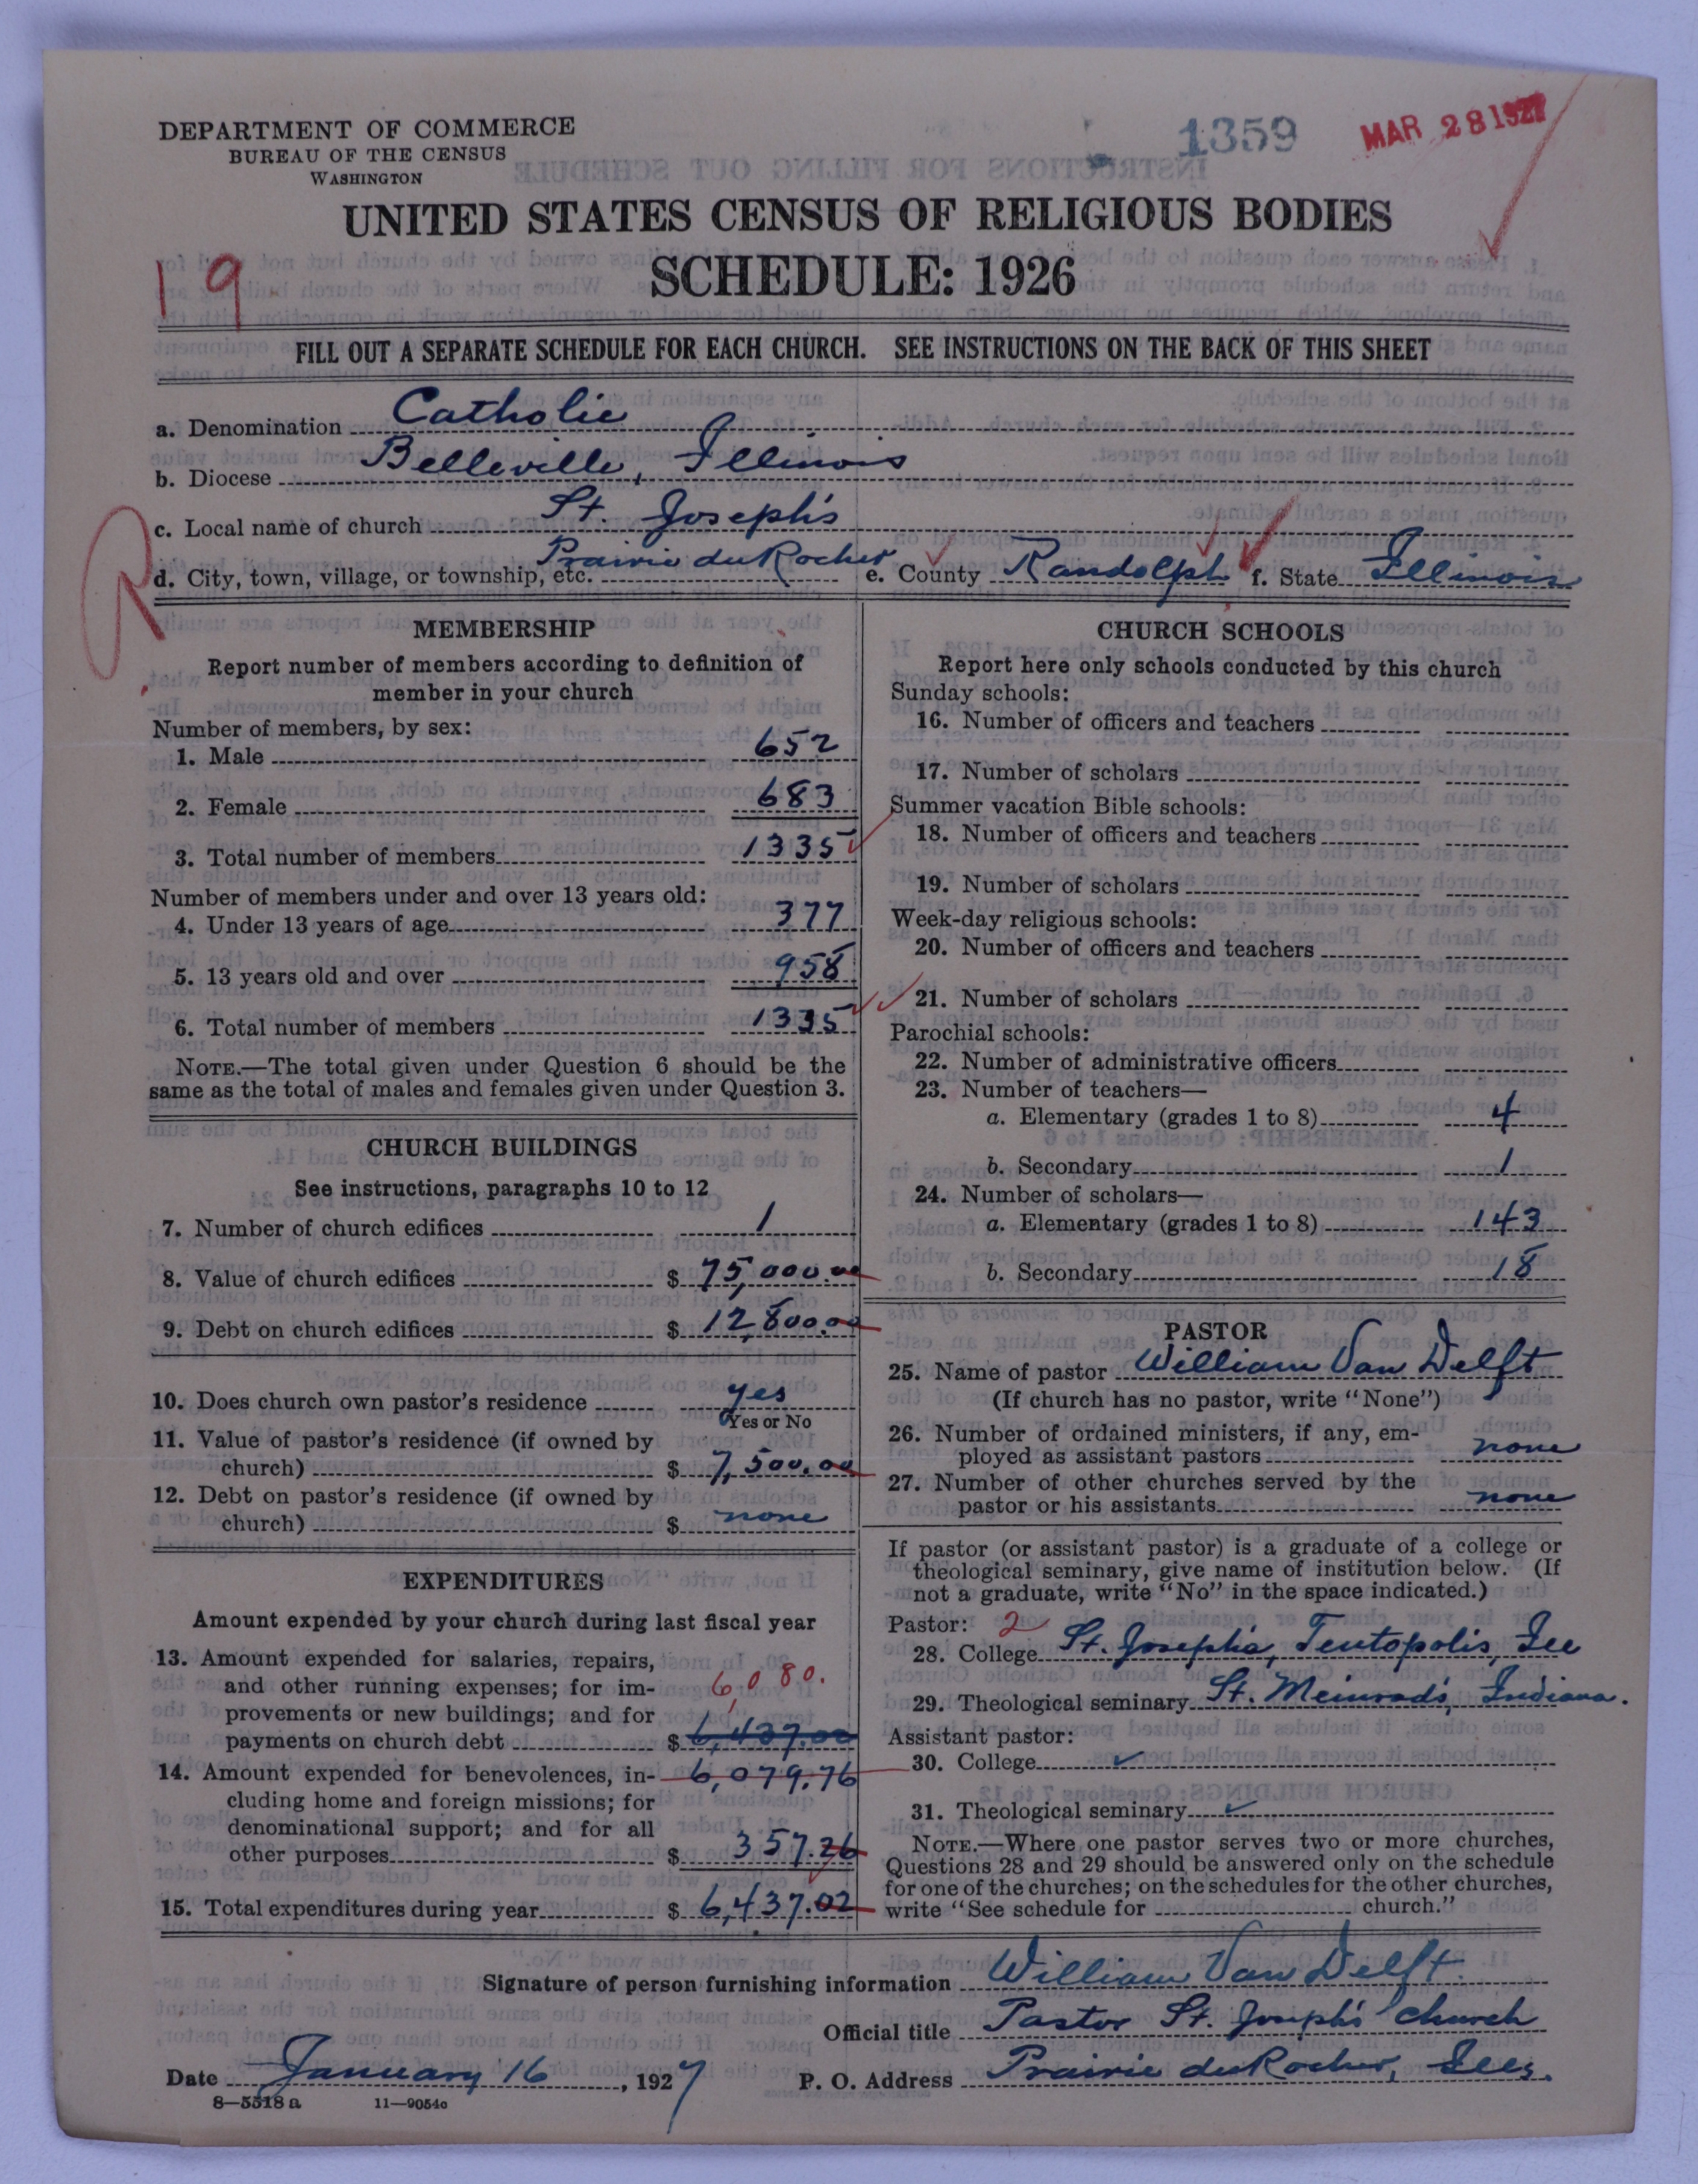 DEPARTMENT OF COMMERCE
BUREAU OF THE CENSUS
WASHINGTON
1359
MAR 28 1927
UNITED STATES CENSUS OF RELIGIOUS BODIES
19
SCHEDULE: 1926
FILL OUT A SEPARATE SCHEDULE FOR EACH CHURCH. SEE INSTRUCTIONS ON THE BACK OF THIS SHEET
a. Denomination Catholic
b. Diocese Belleville, Illinois
c. Local name of church St. Joseph's
R
d. City, town, village, or township, etc. Prairie du Rocher e. County Randolph f. State Illinois
MEMBERSHIP
Report number of members according to definition of
member in your church
Number of members, by sex:
1. Male 652
2. Female 683
3. Total number of members 1335
Number of members under and over 13 years old:
4. Under 13 years of age 377
5. 13 years old and over 958
6. Total number of members 1335
NOTE.—The total given under Question 6 should be the
same as the total of males and females given under Question 3.
CHURCH BUILDINGS
See instructions, paragraphs 10 to 12
7. Number of church edifices 1
8. Value of church edifices $ 75,000.00
9. Debt on church edifices $ 12,800.00
10. Does church own pastor's residence yes
Yes or No
11. Value of pastor's residence (if owned by
church) $ 7,500.00
12. Debt on pastor's residence (if owned by
church) $ none
EXPENDITURES
Amount expended by your church during last fiscal year
13. Amount expended for salaries, repairs,
and other running expenses; for im- 6,080.
provements or new buildings; and for
payments on church debt $ 6,437.00
14. Amount expended for benevolences, in- 6,079.76
cluding home and foreign missions; for
denominational support; and for all
other purposes $ 357.26
15. Total expenditures during year $ 6,437.02
CHURCH SCHOOLS
Report here only schools conducted by this church
Sunday schools:
16. Number of officers and teachers
17. Number of scholars
Summer vacation Bible schools:
18. Number of officers and teachers
19. Number of scholars
Week-day religious schools:
20. Number of officers and teachers
21. Number of scholars
Parochial schools:
22. Number of administrative officers
23. Number of teachers—
a. Elementary (grades 1 to 8) 4
b. Secondary 1
24. Number of scholars—
a. Elementary (grades 1 to 8) 143
b. Secondary 18
PASTOR
25. Name of pastor William Van Delft
(If church has no pastor, write "None")
26. Number of ordained ministers, if any, em-
ployed as assistant pastors none
27. Number of other churches served by the
pastor or his assistants none
If pastor (or assistant pastor) is a graduate of a college or
theological seminary, give name of institution below. (If
not a graduate, write "No" in the space indicated.)
Pastor: 2
28. College St. Joseph's, Teutopolis, Ill
29. Theological seminary St. Meinrad's, Indiana.
Assistant pastor:
30. College
31. Theological seminary
NOTE.—Where one pastor serves two or more churches,
Questions 28 and 29 should be answered only on the schedule
for one of the churches; on the schedules for the other churches,
write "See schedule for church."
Signature of person furnishing information William Van Delft
Official title Pastor St. Joseph's church
Date January 16, 1927 P. O. Address Prairie du Rocher, Ills.
8—5318 a 11—9054c